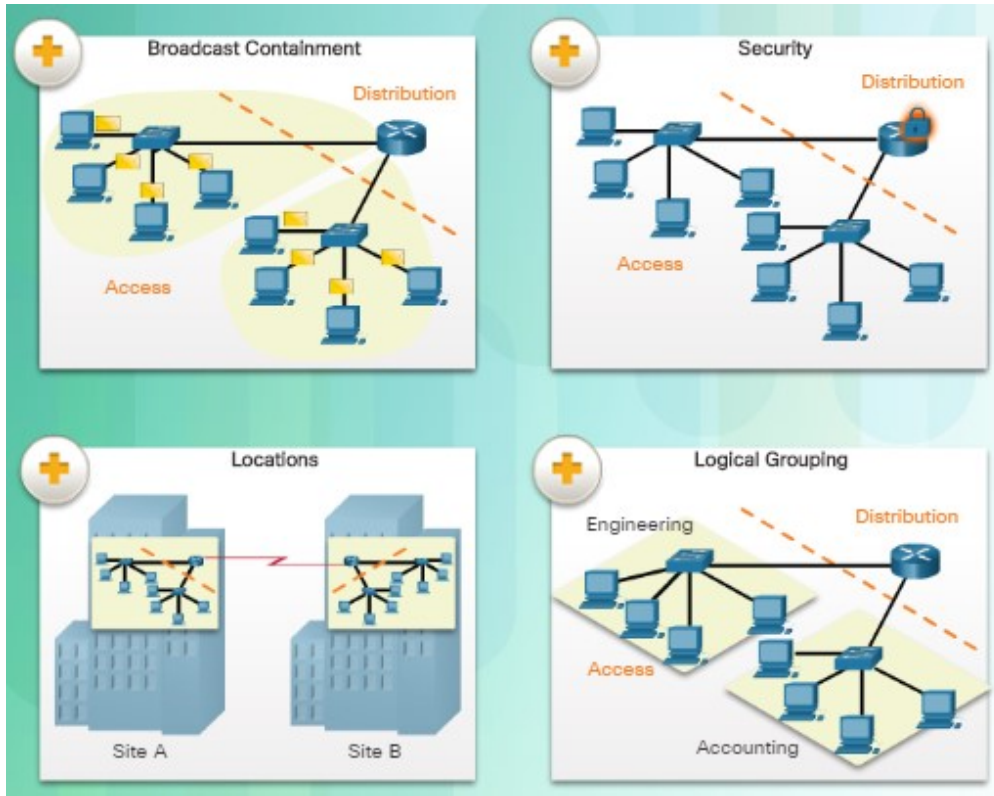 Broadcast Containment
Distribution
Access
Security
Distribution
Access
Locations
Site A
Site B
Logical Grouping
Engineering
Distribution
Access
Accounting